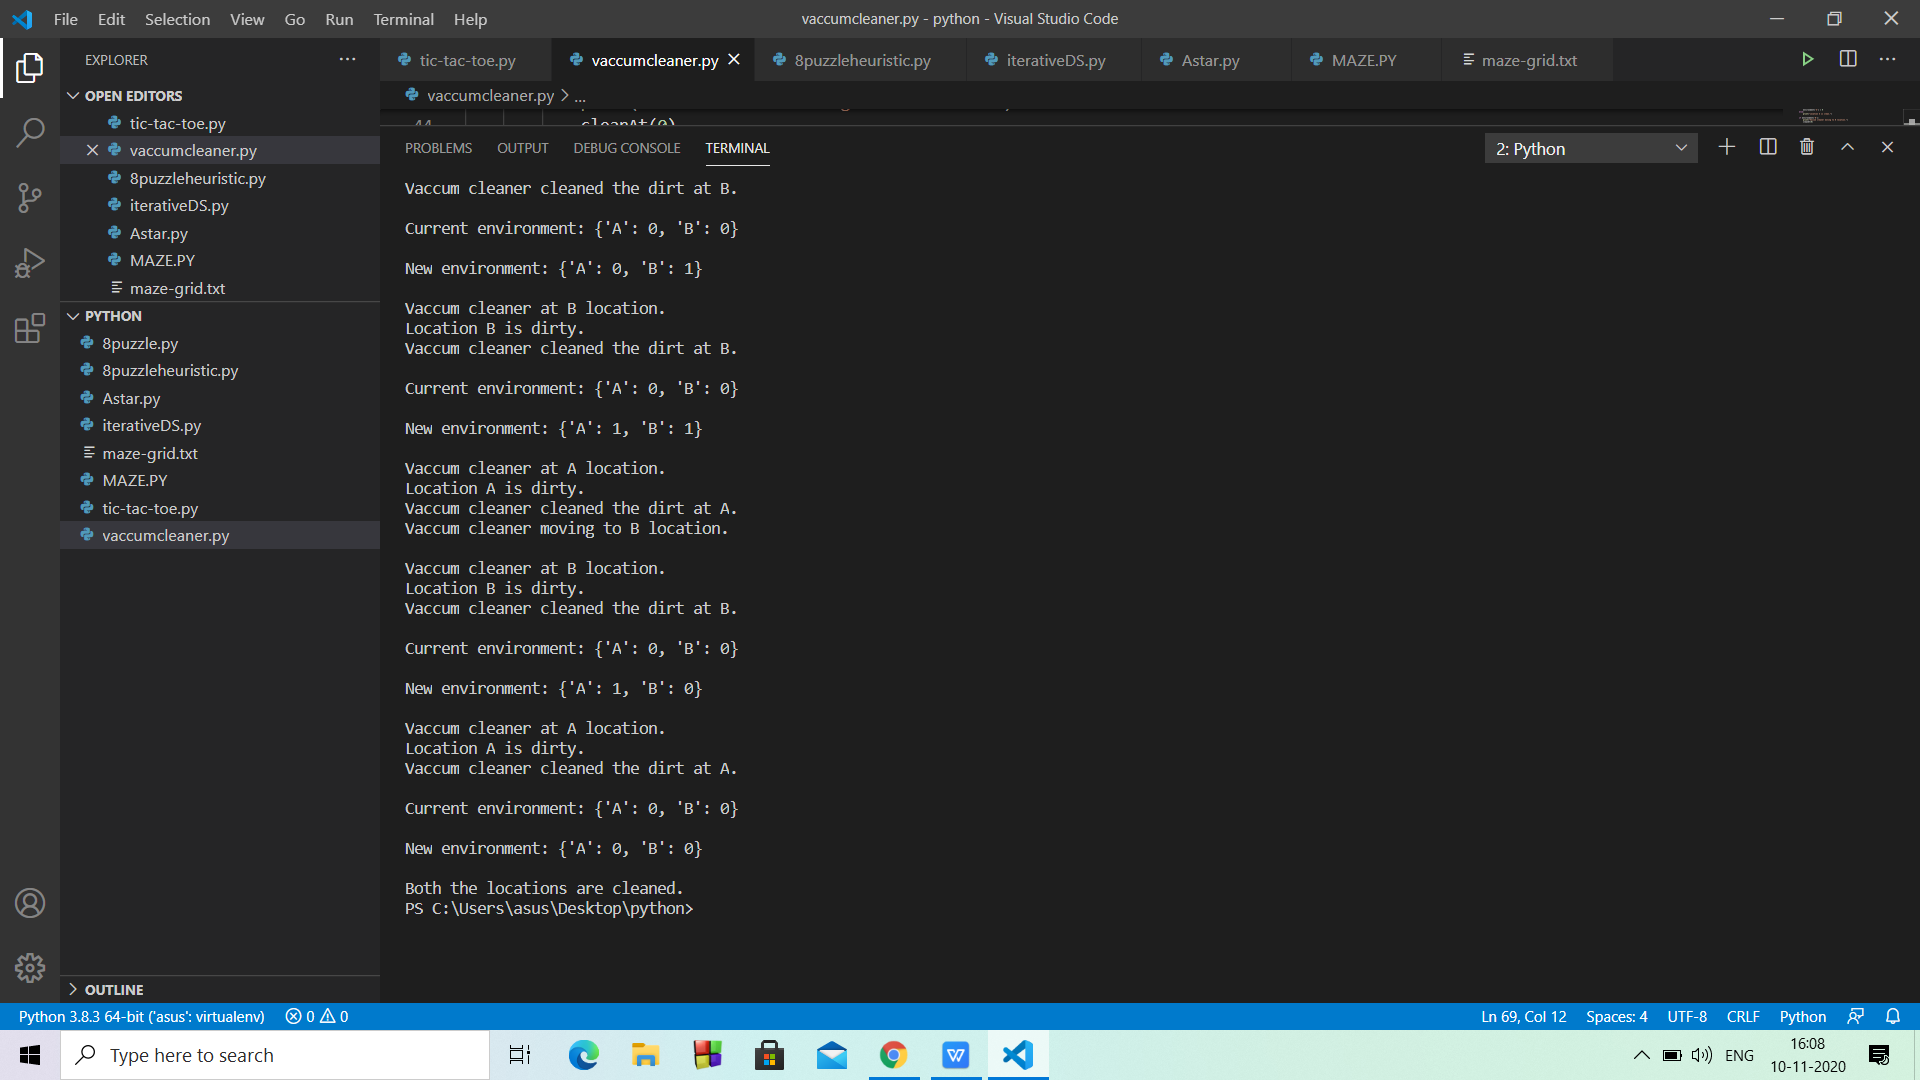 File Edit Selection View Go Run Terminal Help
vaccumcleaner.py - python - Visual Studio Code
EXPLORER
OPEN EDITORS
tic-tac-toe.py
vaccumcleaner.py
8puzzleheuristic.py
iterativeDS.py
Astar.py
MAZE.PY
maze-grid.txt
PYTHON
8puzzle.py
8puzzleheuristic.py
Astar.py
iterativeDS.py
maze-grid.txt
MAZE.PY
tic-tac-toe.py
vaccumcleaner.py
OUTLINE
tic-tac-toe.py vaccumcleaner.py 8puzzleheuristic.py iterativeDS.py Astar.py MAZE.PY maze-grid.txt
vaccumcleaner.py > ...
44 cleanAt(0)
PROBLEMS OUTPUT DEBUG CONSOLE TERMINAL
2: Python
Vaccum cleaner cleaned the dirt at B.
Current environment: {'A': 0, 'B': 0}
New environment: {'A': 0, 'B': 1}
Vaccum cleaner at B location.
Location B is dirty.
Vaccum cleaner cleaned the dirt at B.
Current environment: {'A': 0, 'B': 0}
New environment: {'A': 1, 'B': 1}
Vaccum cleaner at A location.
Location A is dirty.
Vaccum cleaner cleaned the dirt at A.
Vaccum cleaner moving to B location.
Vaccum cleaner at B location.
Location B is dirty.
Vaccum cleaner cleaned the dirt at B.
Current environment: {'A': 0, 'B': 0}
New environment: {'A': 1, 'B': 0}
Vaccum cleaner at A location.
Location A is dirty.
Vaccum cleaner cleaned the dirt at A.
Current environment: {'A': 0, 'B': 0}
New environment: {'A': 0, 'B': 0}
Both the locations are cleaned.
PS C:\Users\asus\Desktop\python>
Python 3.8.3 64-bit ('asus': virtualenv) 0 0
Ln 69, Col 12 Spaces: 4 UTF-8 CRLF Python
Type here to search
ENG
16:08
10-11-2020